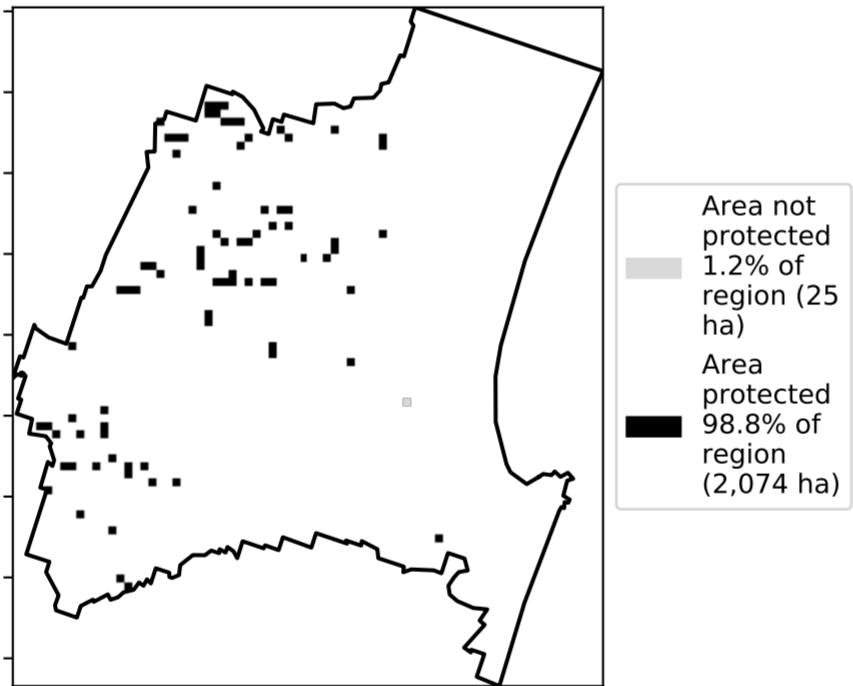 Area not
protected
1.2% of
region (25
ha)
Area
protected
98.8% of
region
(2,074 ha)